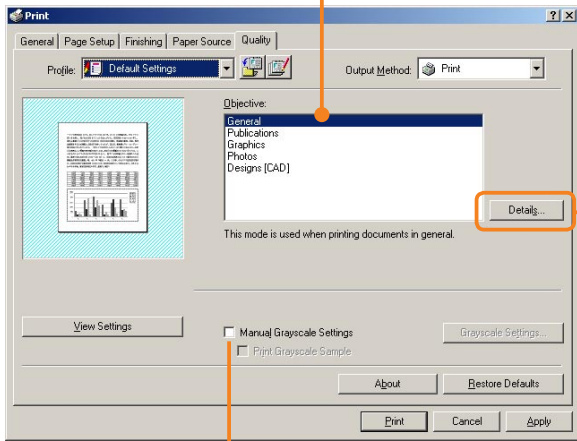 Print
General Page Setup Finishing Paper Source Quality
Profile: Default Settings Output Method: Print
Objective:
General
Publications
Graphics
Photos
Designs [CAD]
Details...
This mode is used when printing documents in general.
View Settings
Manual Grayscale Settings Grayscale Settings...
Print Grayscale Sample
About Restore Defaults
Print Cancel Apply